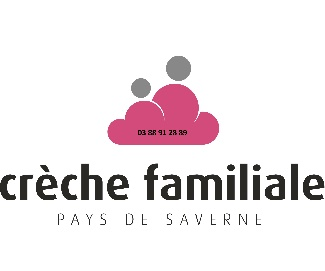 03 88 91 28 89
crèche familiale
PAYS DE SAVERNE